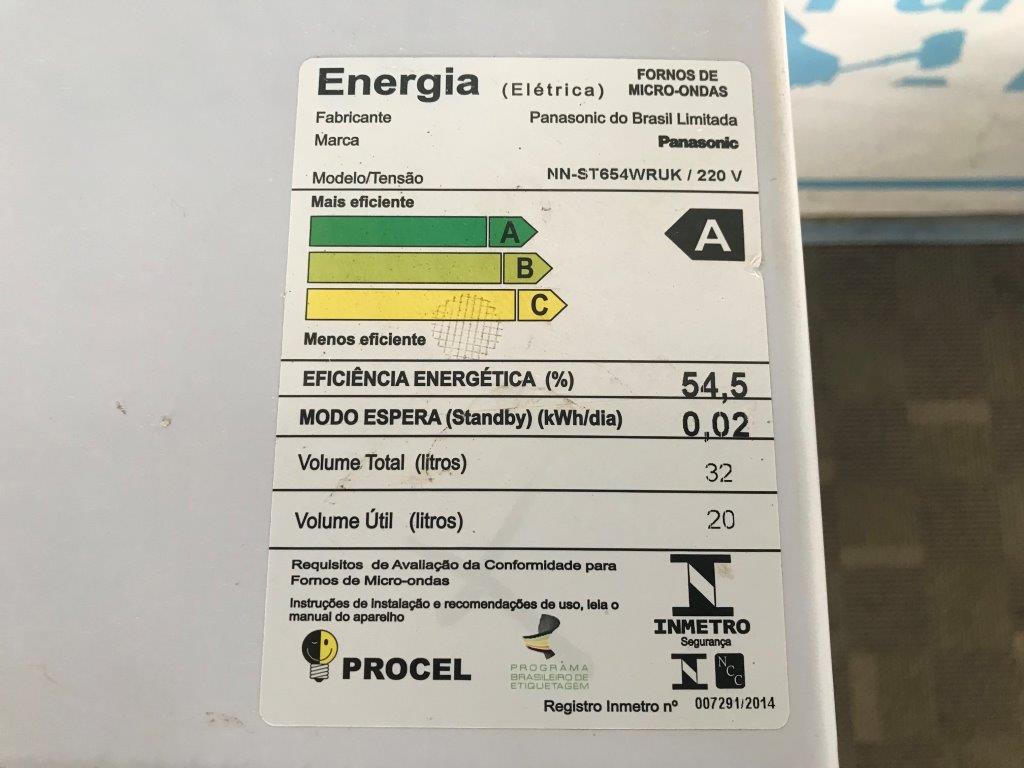 Energia (Elétrica) FORNOS DE MICRO-ONDAS
Fabricante Panasonic do Brasil Limitada
Marca Panasonic
Modelo/Tensão NN-ST654WRUK / 220 V
Mais eficiente
A A
B
C
Menos eficiente
EFICIÊNCIA ENERGÉTICA (%) 54,5
MODO ESPERA (Standby) (kWh/dia) 0,02
Volume Total (litros) 32
Volume Útil (litros) 20
Requisitos de Avaliação da Conformidade para
Fornos de Micro-ondas
Instruções de instalação e recomendações de uso, leia o
manual do aparelho
PROCEL
PROGRAMA
BRASILEIRO DE
ETIQUETAGEM
INMETRO
Segurança
NCC
Registro Inmetro nº 007291/2014